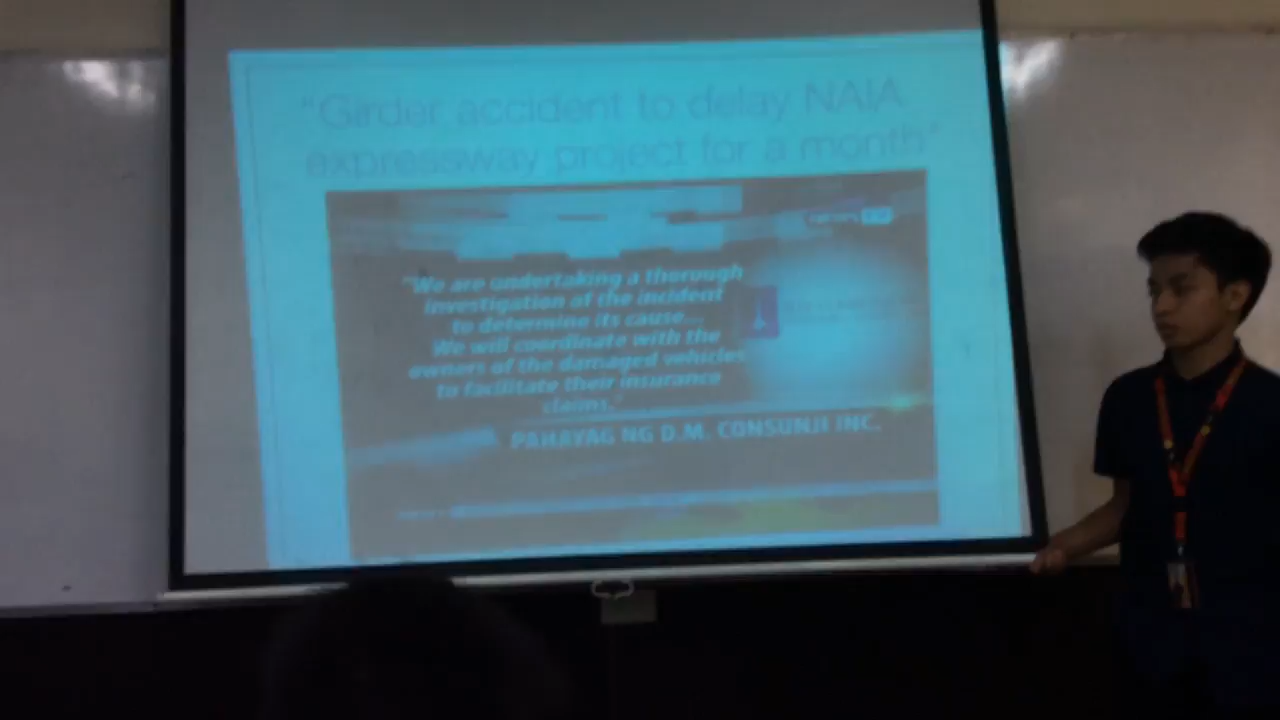 "Girder accident to delay NAIA
expressway project for a month"
"We are undertaking a thorough
investigation of the incident
to determine its cause...
We will coordinate with the
owners of the damaged vehicles
to facilitate their insurance
claims."
PAHAYAG NG D.M. CONSUNJI INC.